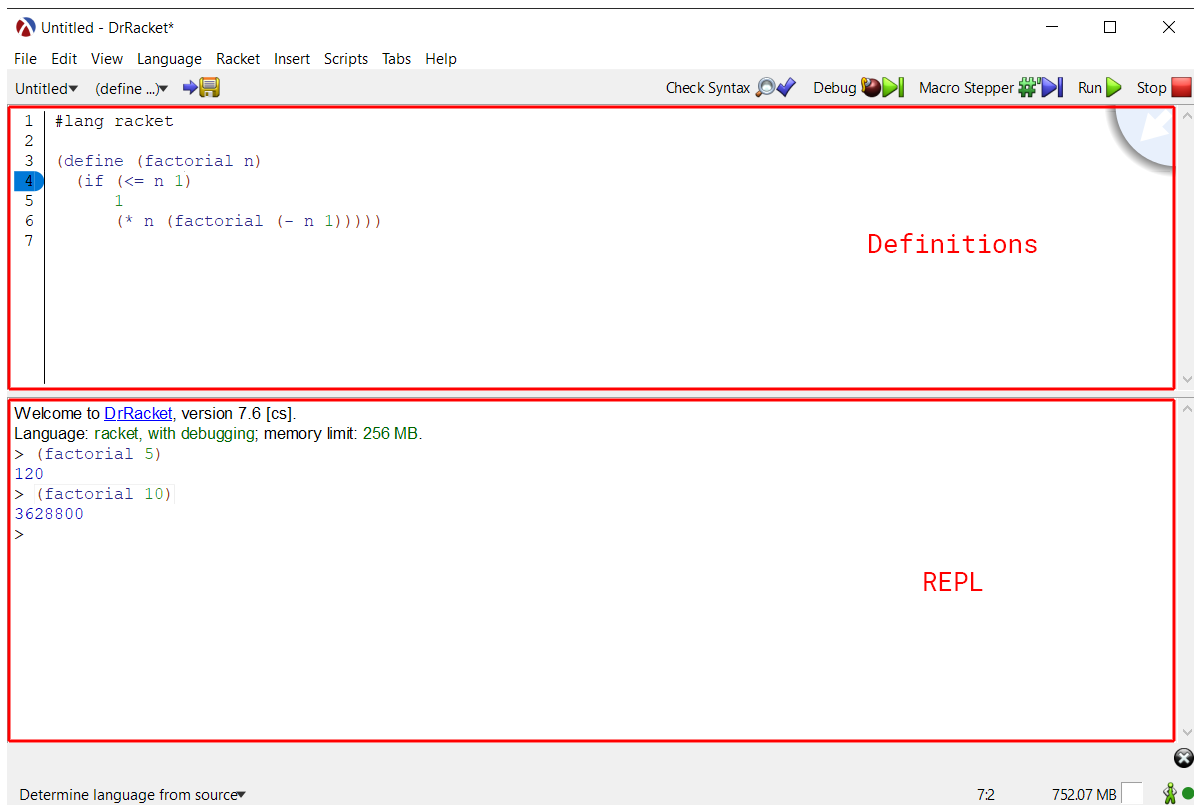 Untitled - DrRacket*
File Edit View Language Racket Insert Scripts Tabs Help
Untitled (define ...) Check Syntax Debug Macro Stepper #' Run Stop
1 #lang racket
2
3 (define (factorial n)
4   (if (<= n 1)
5       1
6       (* n (factorial (- n 1)))))
7
Definitions
Welcome to DrRacket, version 7.6 [cs].
Language: racket, with debugging; memory limit: 256 MB.
> (factorial 5)
120
> (factorial 10)
3628800
>
REPL
Determine language from source 7:2 752.07 MB